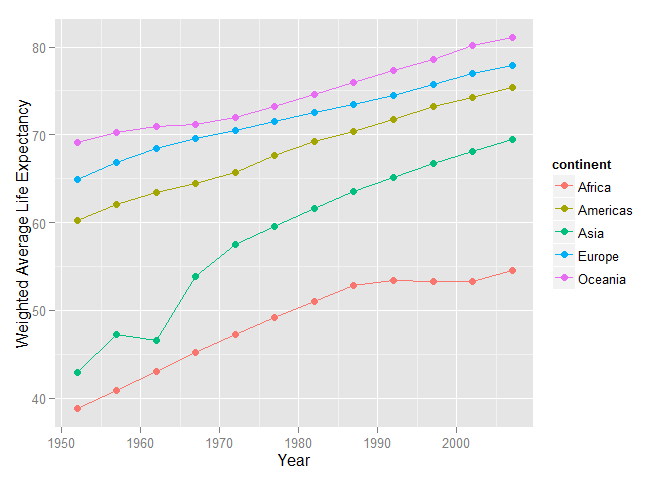 80
70
60
50
40
Weighted Average Life Expectancy
1950
1960
1970
1980
1990
2000
Year
continent
Africa
Americas
Asia
Europe
Oceania